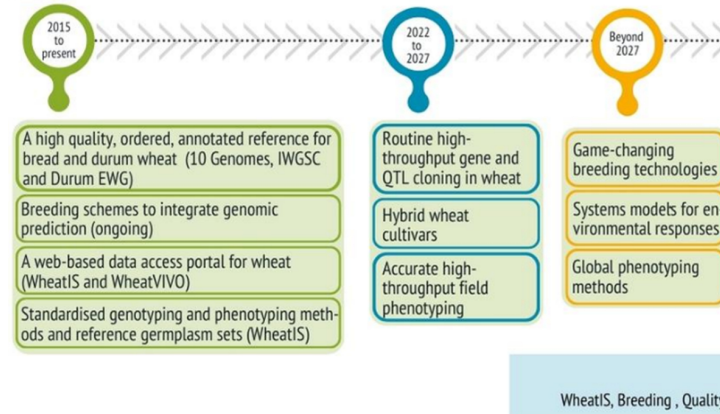 2015
to
present
2022
to
2027
Beyond
2027
A high quality, ordered, annotated reference for
bread and durum wheat (10 Genomes, IWGSC
and Durum EWG)
Breeding schemes to integrate genomic
prediction (ongoing)
A web-based data access portal for wheat
(WheatIS and WheatVIVO)
Standardised genotyping and phenotyping meth-
ods and reference germplasm sets (WheatIS)
Routine high-
throughput gene and
QTL cloning in wheat
Hybrid wheat
cultivars
Accurate high-
throughput field
phenotyping
Game-changing
breeding technologies
Systems models for en-
vironmental responses
Global phenotyping
methods
WheatIS, Breeding , Quality